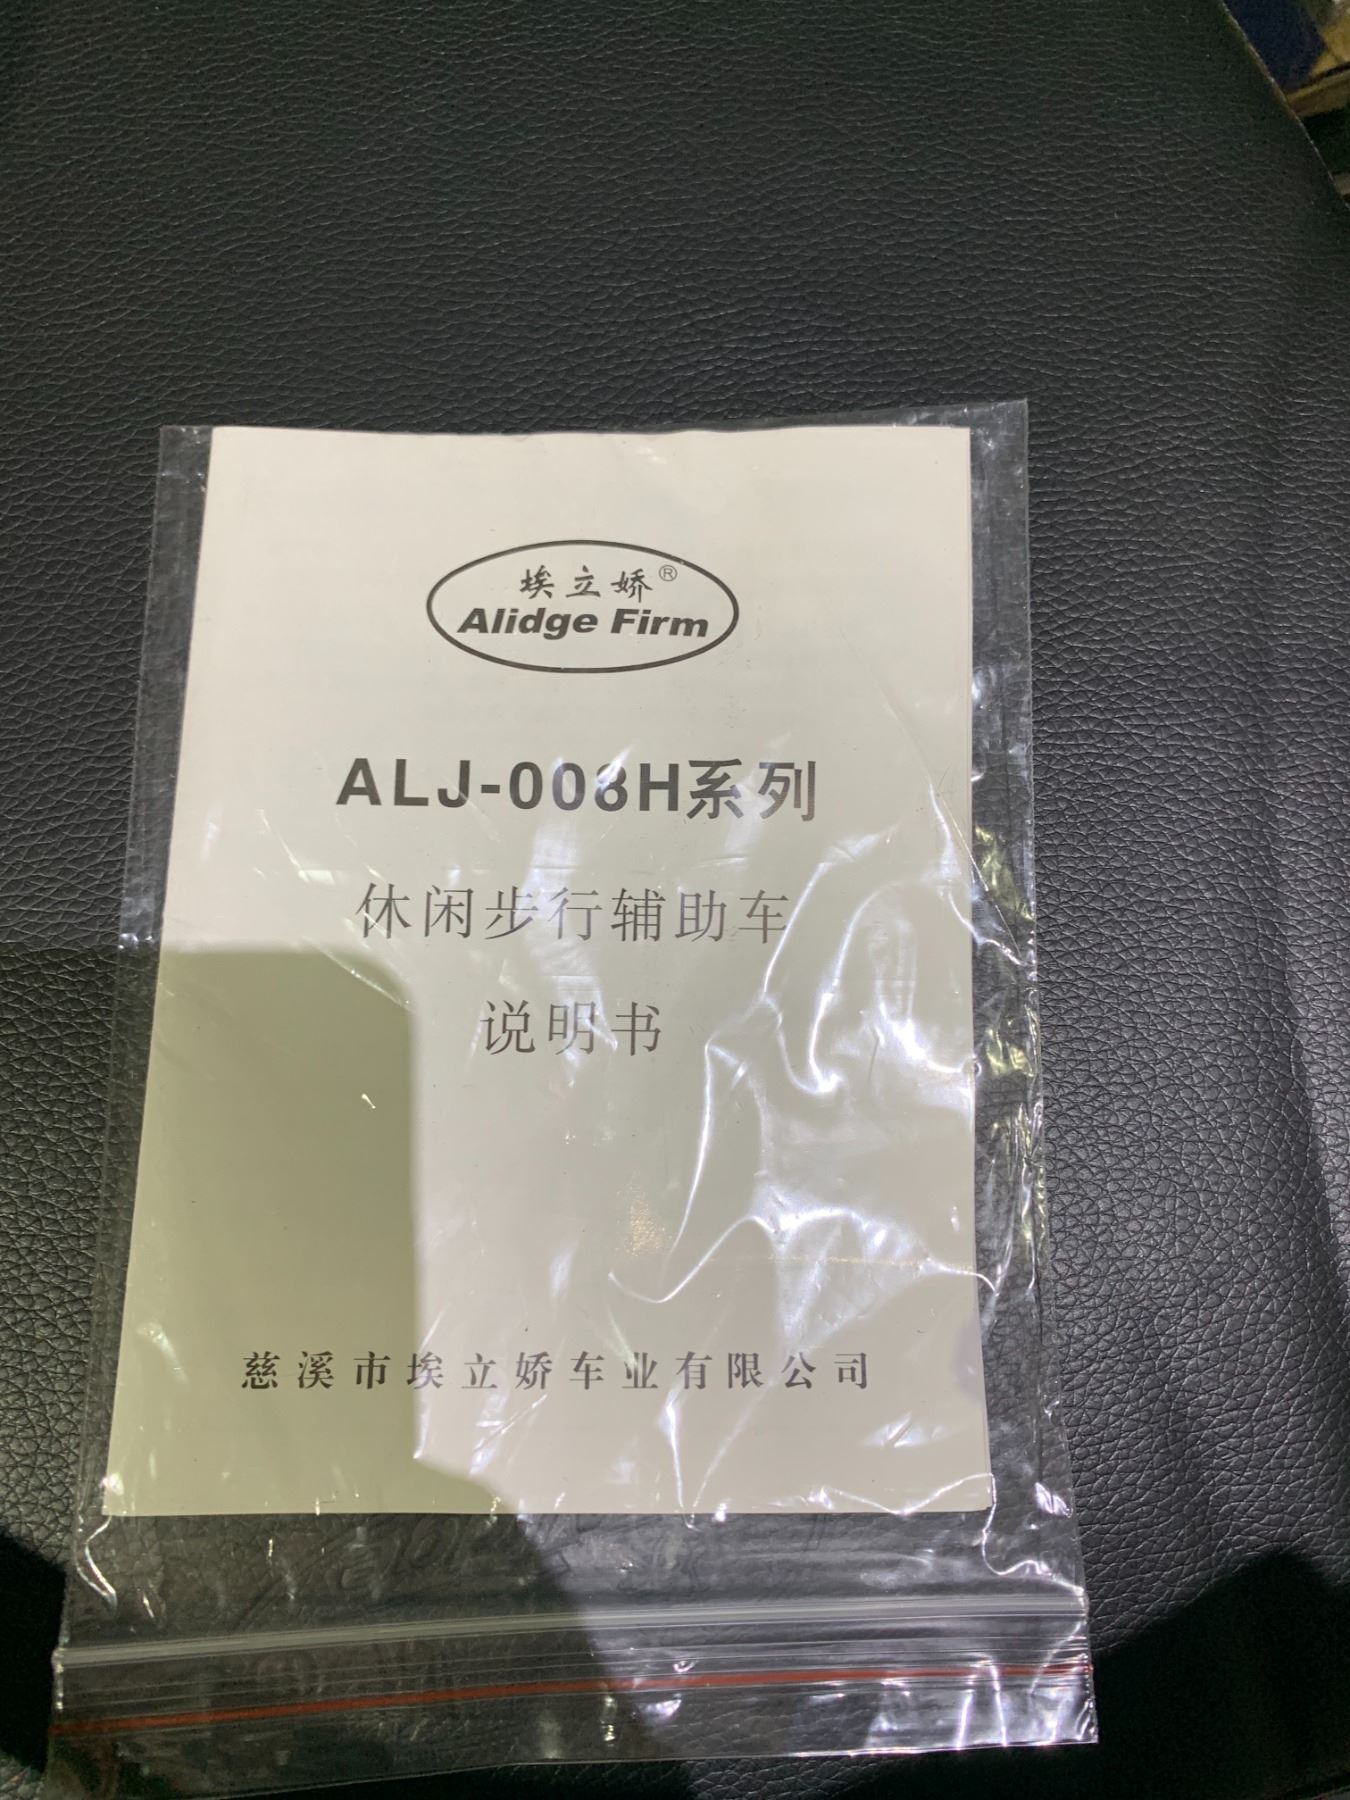 埃立娇®
Alidge Firm
ALJ-008H系列
休闲步行辅助车
说明书
慈溪市埃立娇车业有限公司